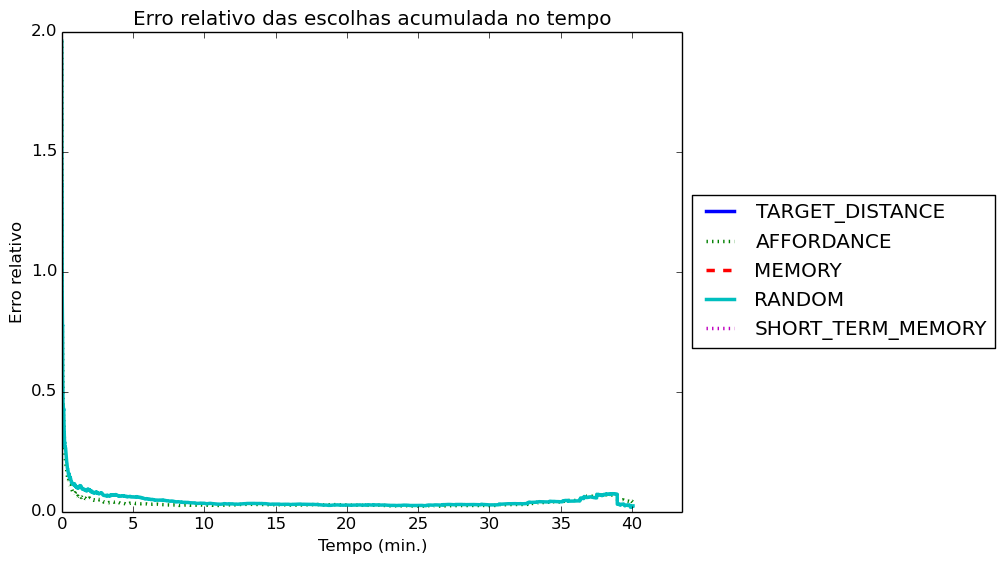 Erro relativo das escolhas acumulada no tempo
2.0
1.5
1.0
0.5
0.0
Erro relativo
0 5 10 15 20 25 30 35 40
Tempo (min.)
TARGET_DISTANCE
AFFORDANCE
MEMORY
RANDOM
SHORT_TERM_MEMORY